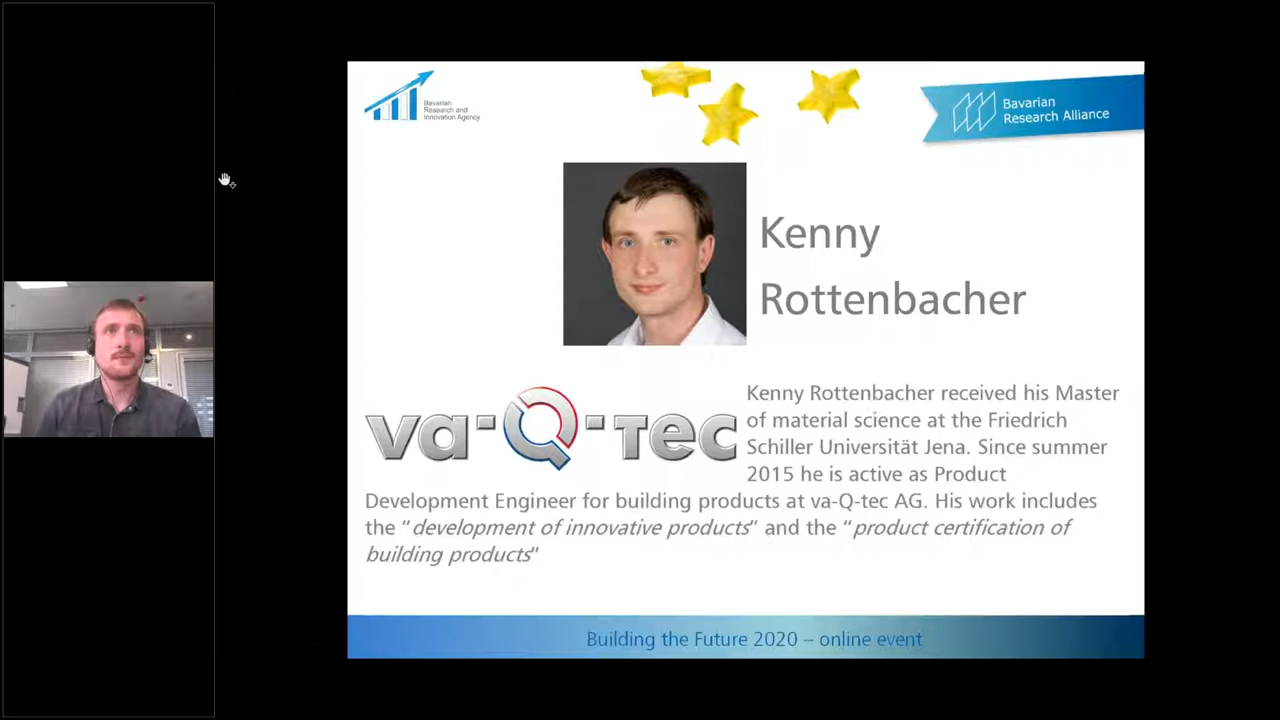 Bavarian
Research and
Innovation Agency
Bavarian
Research Alliance
Kenny
Rottenbacher
va-Q-tec
Kenny Rottenbacher received his Master
of material science at the Friedrich
Schiller Universität Jena. Since summer
2015 he is active as Product
Development Engineer for building products at va-Q-tec AG. His work includes
the “development of innovative products” and the “product certification of
building products”
Building the Future 2020 – online event